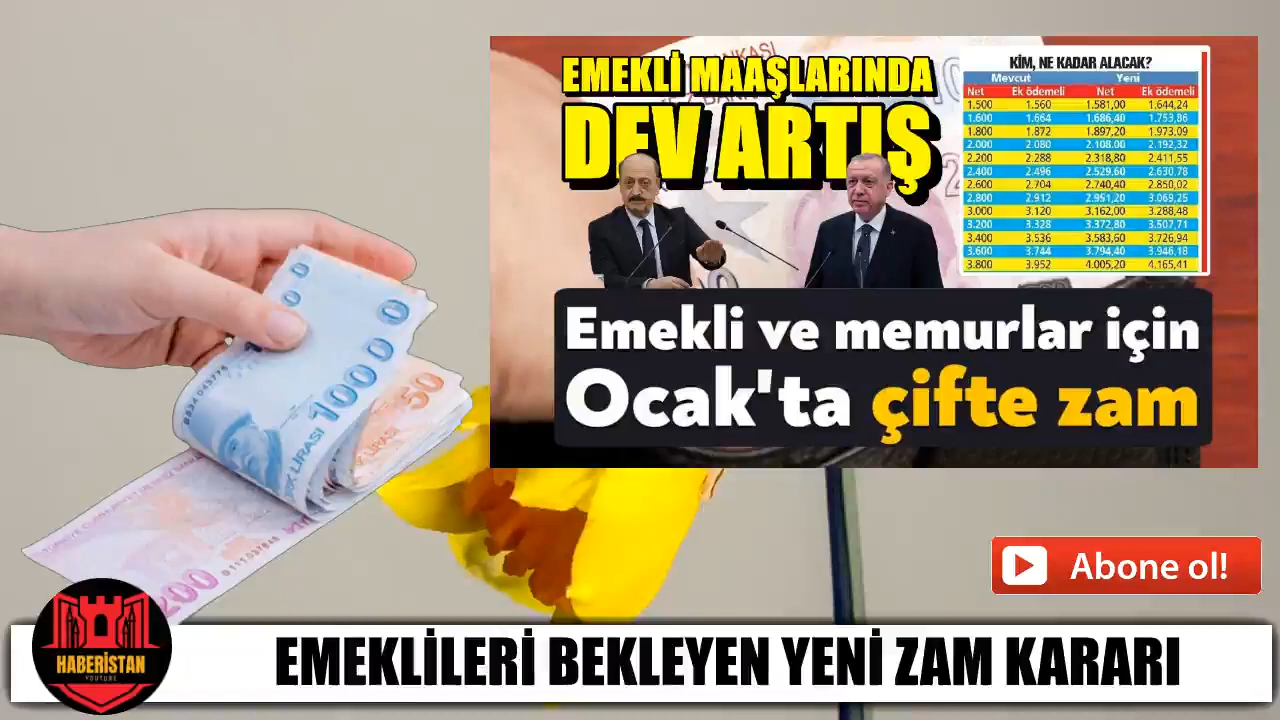 EMEKLİ MAAŞLARINDA
DEV ARTIŞ
KİM, NE KADAR ALACAK?
Mevcut Yeni
Net Ek ödemeli Net Ek ödemeli
1.500 1.560 1.581,00 1.644,24
1.600 1.664 1.686,40 1.753,86
1.800 1.872 1.897,20 1.973,09
2.000 2.080 2.108,00 2.192,32
2.200 2.288 2.318,80 2.411,55
2.400 2.496 2.529,60 2.630,78
2.600 2.704 2.740,40 2.850,02
2.800 2.912 2.951,20 3.069,25
3.000 3.120 3.162,00 3.288,48
3.200 3.328 3.372,80 3.507,71
3.400 3.536 3.583,60 3.726,94
3.600 3.744 3.794,40 3.946,18
3.800 3.952 4.005,20 4.165,41
Emekli ve memurlar için
Ocak'ta çifte zam
100
50
200
Abone ol!
HABERİSTAN
YOUTUBE
EMEKLİLERİ BEKLEYEN YENİ ZAM KARARI